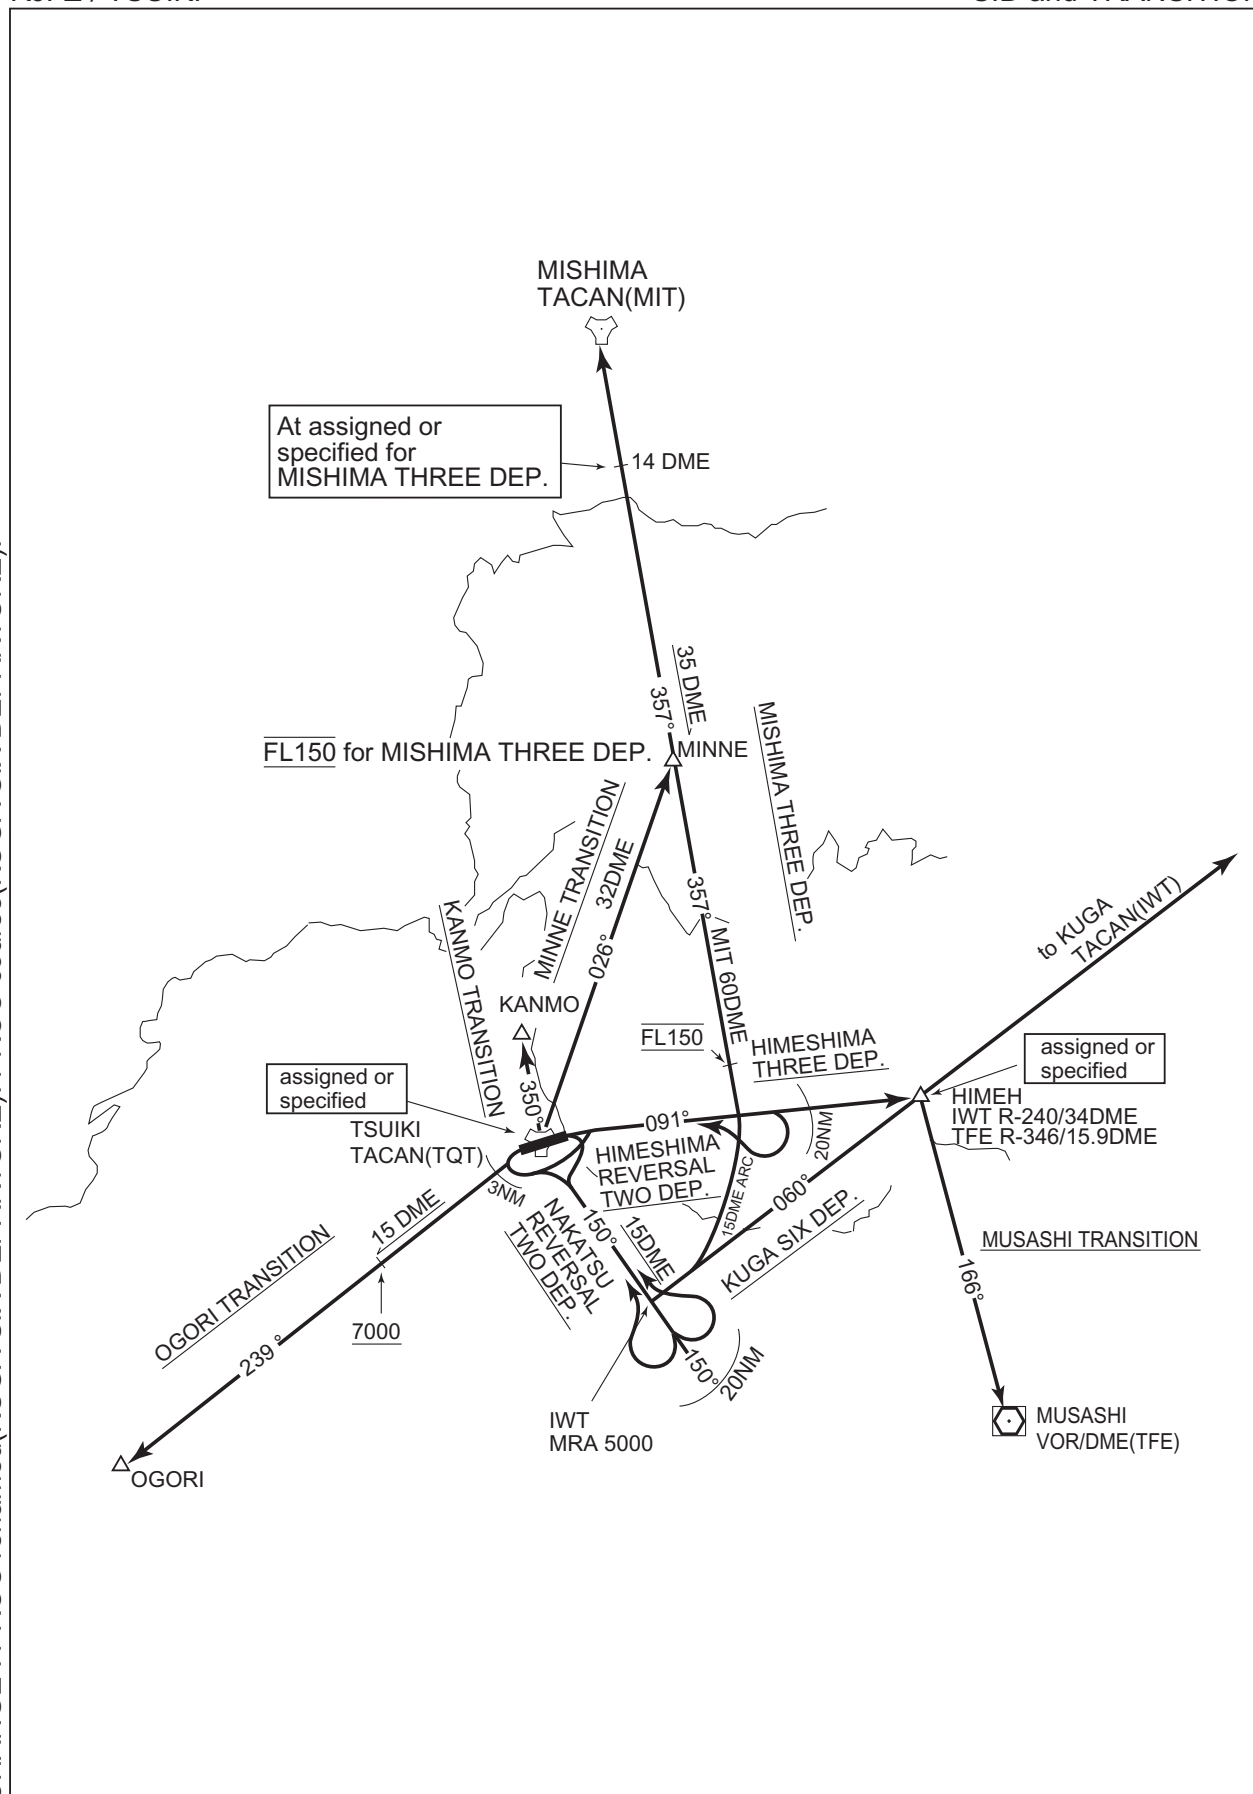 MISHIMA
TACAN(MIT)
At assigned or
specified for
MISHIMA THREE DEP.
14 DME
35 DME
357°
FL150 for MISHIMA THREE DEP.
MINNE
MISHIMA THREE DEP.
MINNE TRANSITION
32DME
026°
357°
MIT 60DME
KANMO TRANSITION
KANMO
350°
to KUGA
TACAN(IWT)
FL150
HIMESHIMA
THREE DEP.
assigned or
specified
assigned or
specified
HIMEH
IWT R-240/34DME
TFE R-346/15.9DME
TSUIKI
TACAN(TQT)
091°
20NM
HIMESHIMA
REVERSAL
TWO DEP.
3NM
15DME ARC
060°
KUGA SIX DEP.
NAKATSU
REVERSAL
TWO DEP.
150°
15DME
15 DME
OGORI TRANSITION
7000
239°
MUSASHI TRANSITION
166°
150°
20NM
IWT
MRA 5000
MUSASHI
VOR/DME(TFE)
OGORI